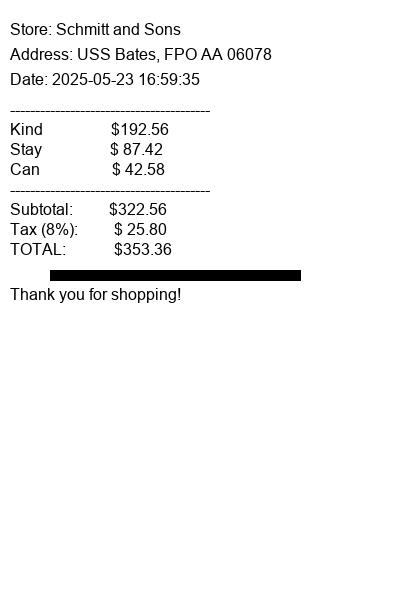 Store: Schmitt and Sons
Address: USS Bates, FPO AA 06078
Date: 2025-05-23 16:59:35
----------------------------------------
Kind $192.56
Stay $ 87.42
Can $ 42.58
----------------------------------------
Subtotal: $322.56
Tax (8%): $ 25.80
TOTAL: $353.36
Thank you for shopping!